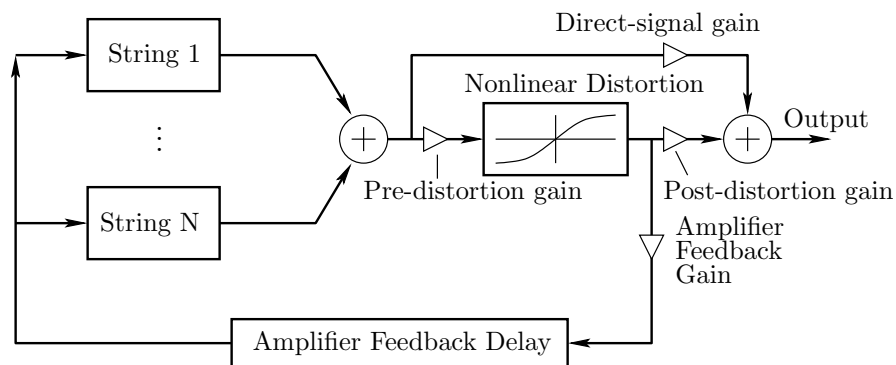 Direct-signal gain
String 1
Nonlinear Distortion
⋮
Output
Pre-distortion gain
Post-distortion gain
String N
Amplifier
Feedback
Gain
Amplifier Feedback Delay